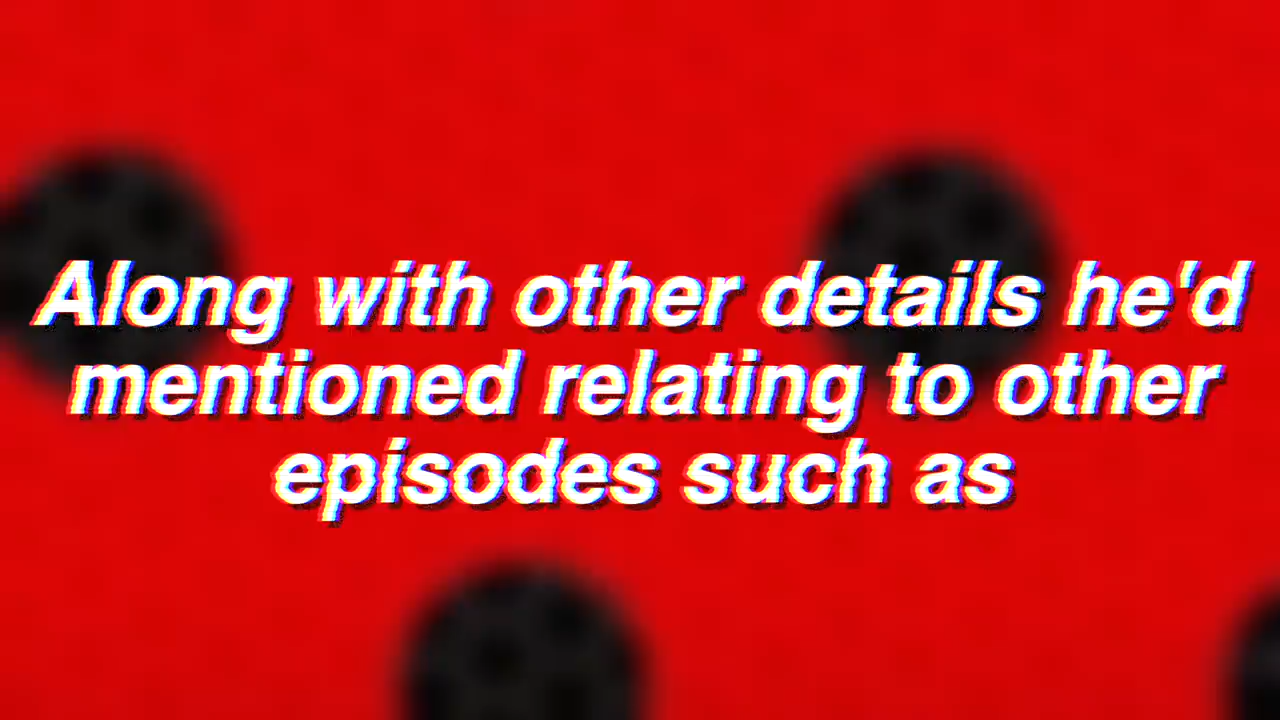 Along with other details he'd
mentioned relating to other
episodes such as